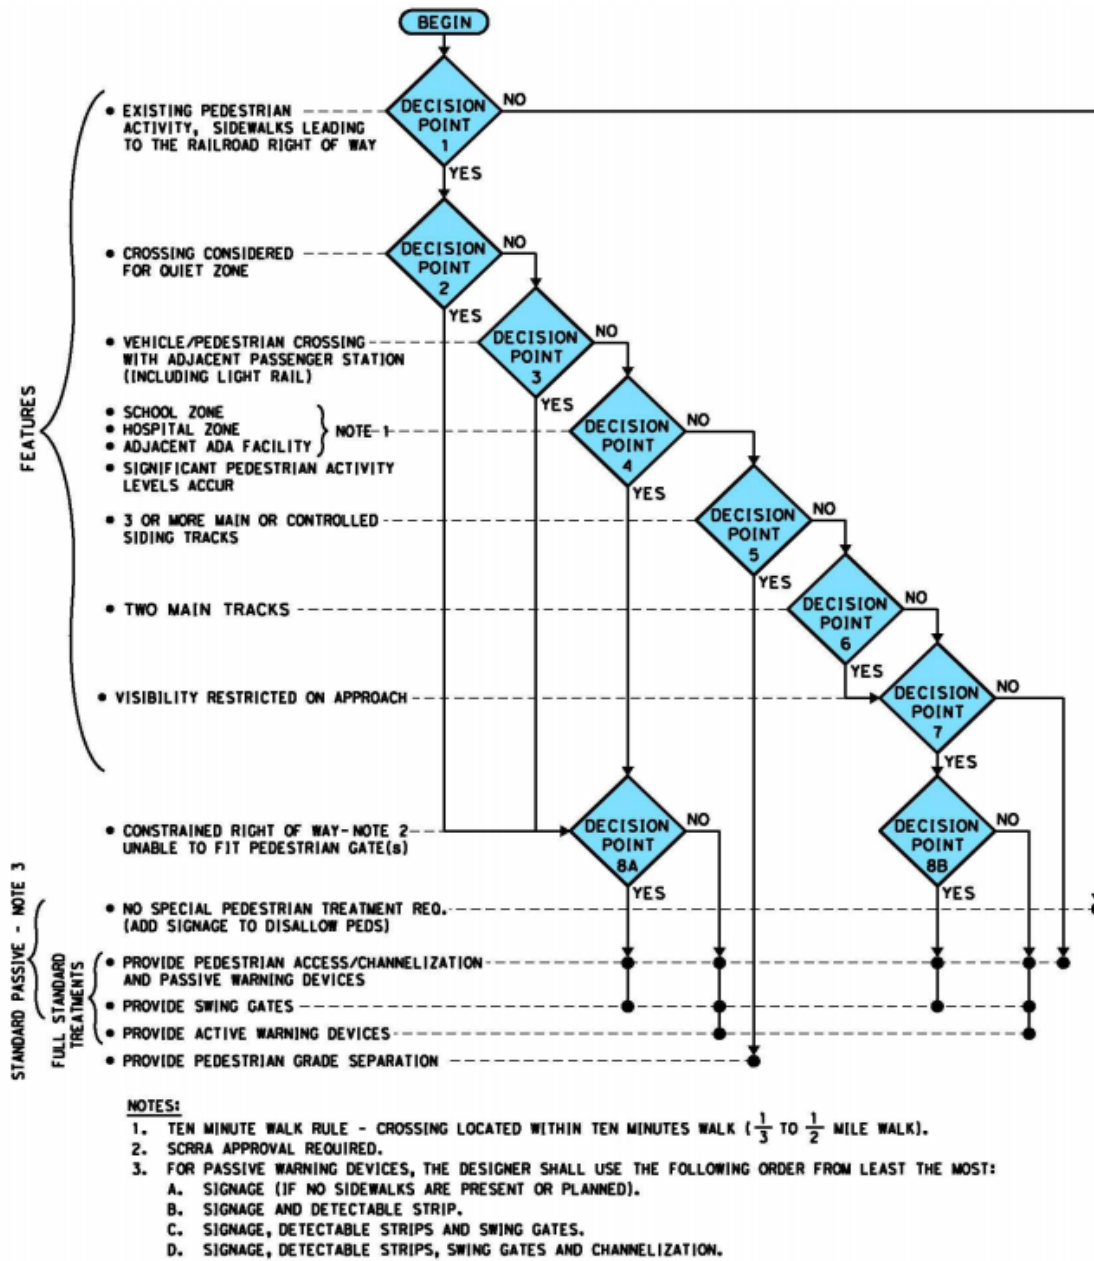 BEGIN
• EXISTING PEDESTRIAN
ACTIVITY, SIDEWALKS LEADING
TO THE RAILROAD RIGHT OF WAY
DECISION
POINT
1
NO
YES
• CROSSING CONSIDERED
FOR QUIET ZONE
DECISION
POINT
2
NO
YES
• VEHICLE/PEDESTRIAN CROSSING
WITH ADJACENT PASSENGER STATION
(INCLUDING LIGHT RAIL)
DECISION
POINT
3
NO
YES
FEATURES
• SCHOOL ZONE
• HOSPITAL ZONE
• ADJACENT ADA FACILITY
NOTE 1
• SIGNIFICANT PEDESTRIAN ACTIVITY
LEVELS ACCUR
DECISION
POINT
4
NO
YES
• 3 OR MORE MAIN OR CONTROLLED
SIDING TRACKS
DECISION
POINT
5
NO
YES
• TWO MAIN TRACKS
DECISION
POINT
6
NO
YES
• VISIBILITY RESTRICTED ON APPROACH
DECISION
POINT
7
NO
YES
• CONSTRAINED RIGHT OF WAY-NOTE 2
UNABLE TO FIT PEDESTRIAN GATE(s)
DECISION
POINT
8A
NO
YES
DECISION
POINT
8B
NO
YES
STANDARD PASSIVE - NOTE 3
FULL STANDARD
TREATMENTS
• NO SPECIAL PEDESTRIAN TREATMENT REQ.
(ADD SIGNAGE TO DISALLOW PEDS)
• PROVIDE PEDESTRIAN ACCESS/CHANNELIZATION
AND PASSIVE WARNING DEVICES
• PROVIDE SWING GATES
• PROVIDE ACTIVE WARNING DEVICES
• PROVIDE PEDESTRIAN GRADE SEPARATION
NOTES:
1. TEN MINUTE WALK RULE - CROSSING LOCATED WITHIN TEN MINUTES WALK (1/3 TO 1/2 MILE WALK).
2. SCRRA APPROVAL REQUIRED.
3. FOR PASSIVE WARNING DEVICES, THE DESIGNER SHALL USE THE FOLLOWING ORDER FROM LEAST THE MOST:
A. SIGNAGE (IF NO SIDEWALKS ARE PRESENT OR PLANNED).
B. SIGNAGE AND DETECTABLE STRIP.
C. SIGNAGE, DETECTABLE STRIPS AND SWING GATES.
D. SIGNAGE, DETECTABLE STRIPS, SWING GATES AND CHANNELIZATION.